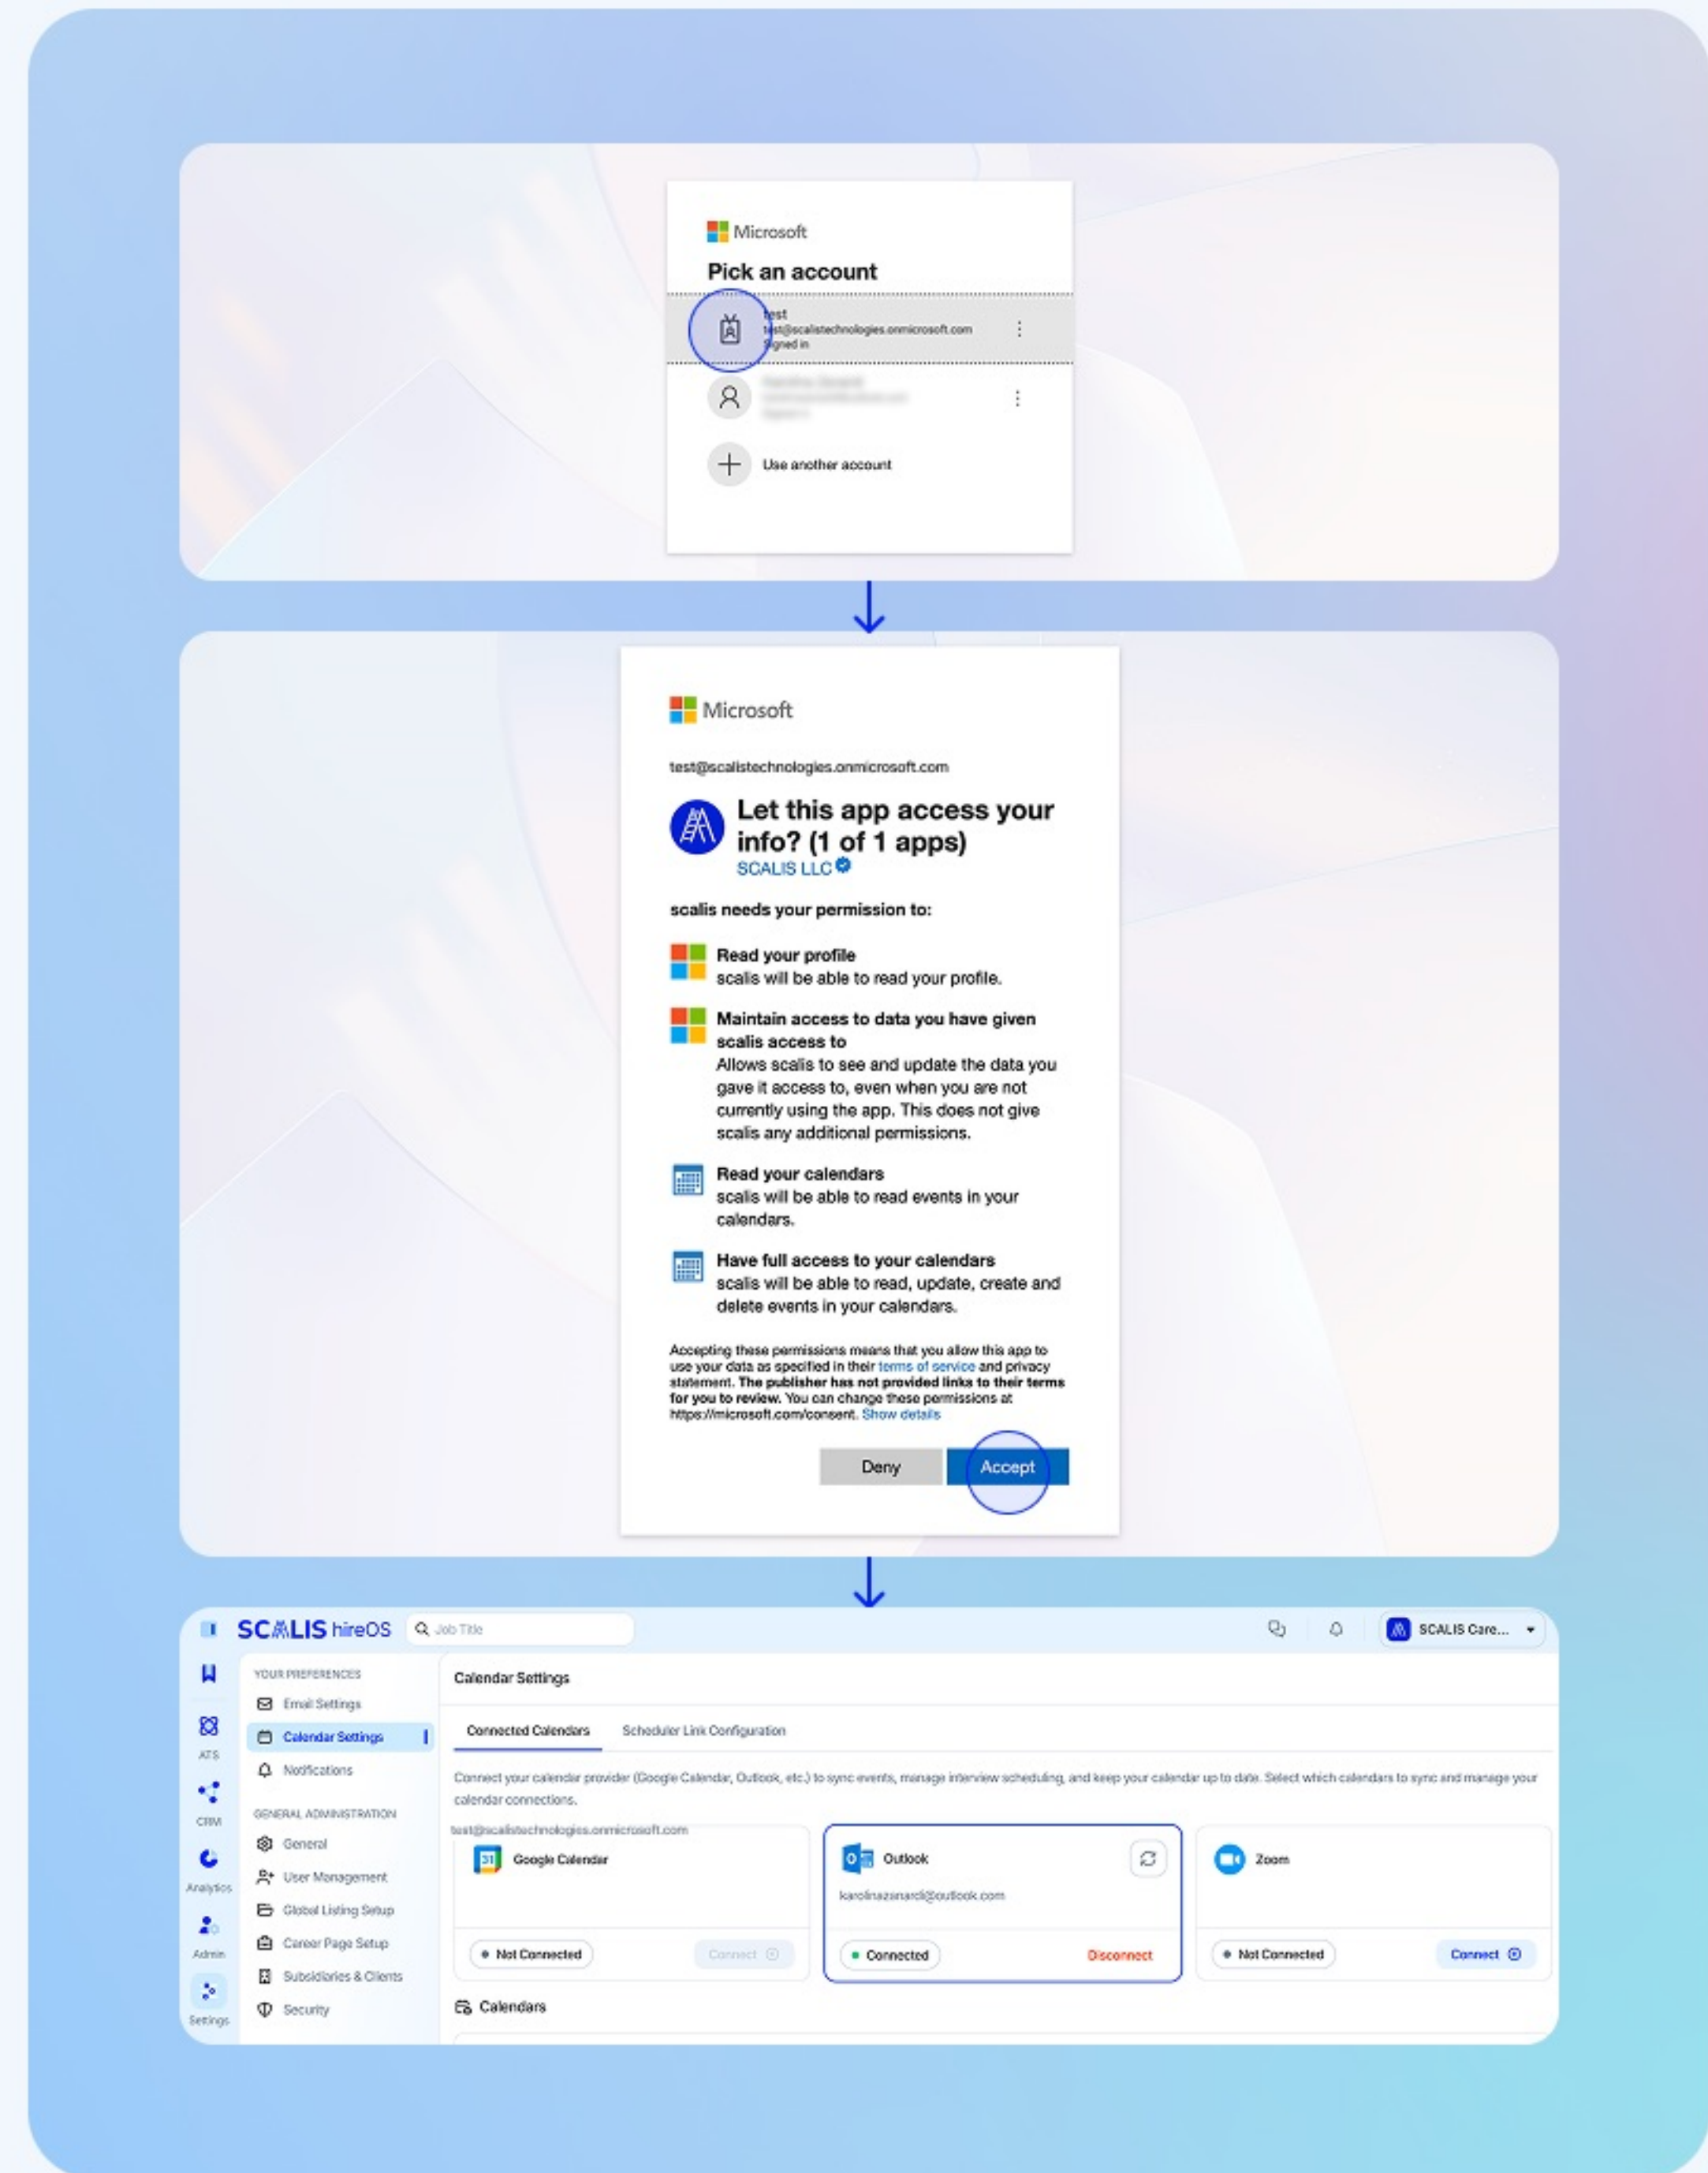 Microsoft
Pick an account
test
test@scalistechnologies.onmicrosoft.com
Signed in
Use another account
Microsoft
test@scalistechnologies.onmicrosoft.com
Let this app access your
info? (1 of 1 apps)
SCALIS LLC
scalis needs your permission to:
Read your profile
scalis will be able to read your profile.
Maintain access to data you have given
scalis access to
Allows scalis to see and update the data you
gave it access to, even when you are not
currently using the app. This does not give
scalis any additional permissions.
Read your calendars
scalis will be able to read events in your
calendars.
Have full access to your calendars
scalis will be able to read, update, create and
delete events in your calendars.
Accepting these permissions means that you allow this app to
use your data as specified in their terms of service and privacy
statement. The publisher has not provided links to their terms
for you to review. You can change these permissions at
https://microsoft.com/consent. Show details
Deny
Accept
SCALIS hireOS
Job Title
SCALIS Care...
ATS
CRM
Analytics
Admin
Settings
YOUR PREFERENCES
Email Settings
Calendar Settings
Notifications
GENERAL ADMINISTRATION
General
User Management
Global Listing Setup
Career Page Setup
Subsidiaries & Clients
Security
Calendar Settings
Connected Calendars
Scheduler Link Configuration
Connect your calendar provider (Google Calendar, Outlook, etc.) to sync events, manage interview scheduling, and keep your calendar up to date. Select which calendars to sync and manage your
calendar connections.
test@scalistechnologies.onmicrosoft.com
31
Google Calendar
Not Connected
Connect
Outlook
karolinazanardi@outlook.com
Connected
Disconnect
Zoom
Not Connected
Connect
Calendars